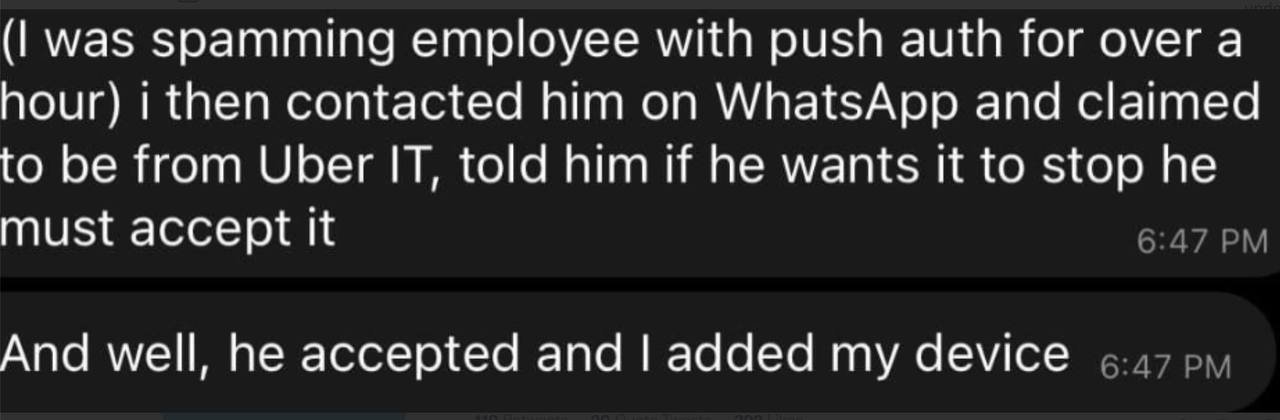 (I was spamming employee with push auth for over a
hour) i then contacted him on WhatsApp and claimed
to be from Uber IT, told him if he wants it to stop he
must accept it
6:47 PM
And well, he accepted and I added my device 6:47 PM